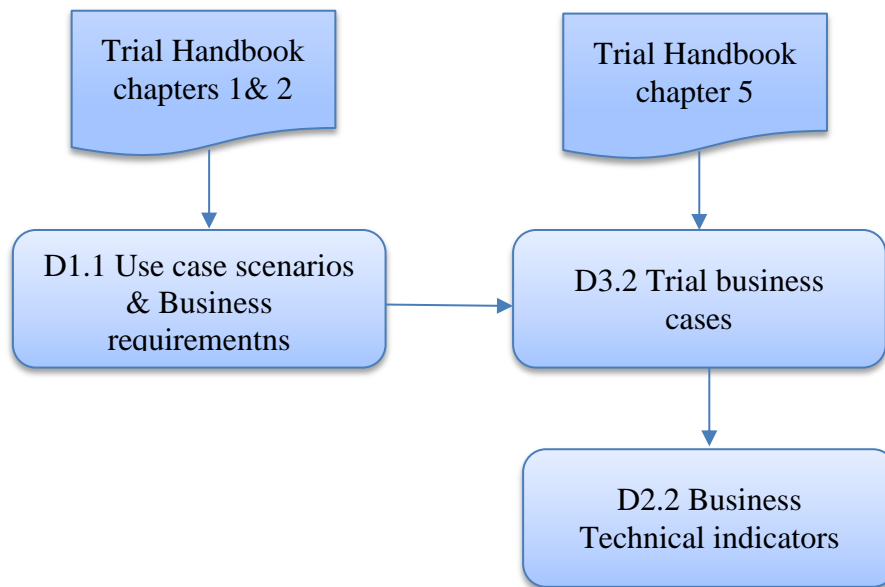 Trial Handbook
chapters 1& 2
Trial Handbook
chapter 5
D1.1 Use case scenarios
& Business
requirementns
D3.2 Trial business
cases
D2.2 Business
Technical indicators